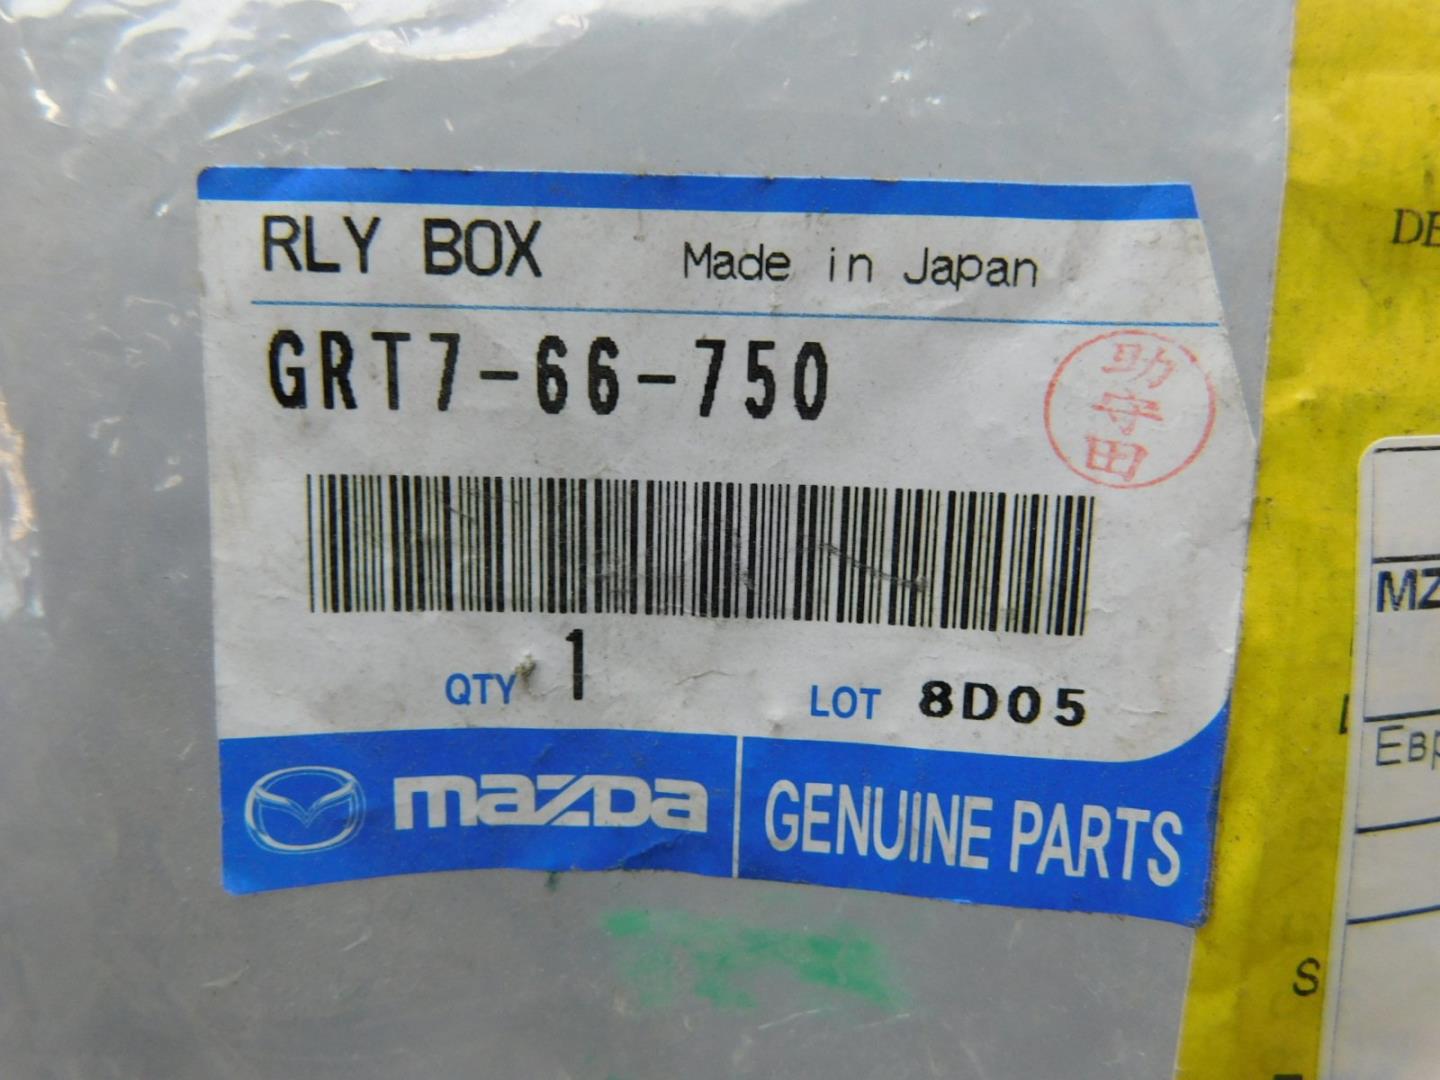 RLY BOX Made in Japan
GRT7-66-750
助
守
田
QTY 1 LOT 8D05
mazda GENUINE PARTS
DE
MZ
Евр
S